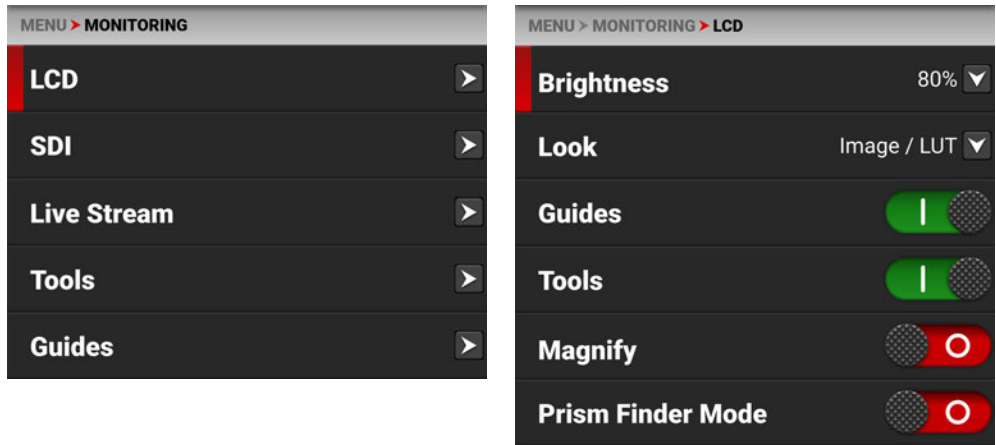 MENU > MONITORING
LCD
SDI
Live Stream
Tools
Guides
MENU > MONITORING > LCD
Brightness 80%
Look Image / LUT
Guides
Tools
Magnify
Prism Finder Mode